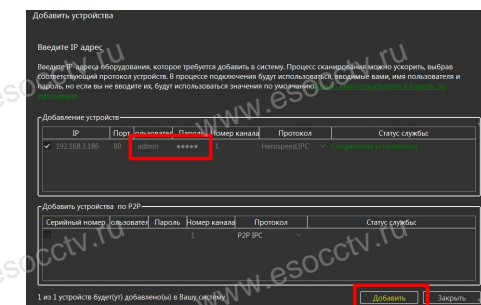 Добавить устройства
Введите IP адрес
Введите IP-адреса оборудования, которое требуется добавить в систему. Процесс сканирования можно ускорить, выбрав
соответствующий протокол устройств. В процессе подключения будут использоваться, вводимые вами, имя пользователя и
пароль, но если вы не вводите их, будут использоваться значения по умолчанию.
Добавление устройств
IP Порт ользовател Пароль Номер канала Протокол Статус службы:
192.168.3.186 80 admin ●●●●● 1 Herospeed,IPC Соединение установлено
Добавить устройства по P2P
Серийный номер ользовател Пароль Номер канала Протокол Статус службы:
1 P2P IPC
1 из 1 устройств будет(ут) добавлено(ы) в Вашу систему
Добавить Закрыть
www.socctv.ru